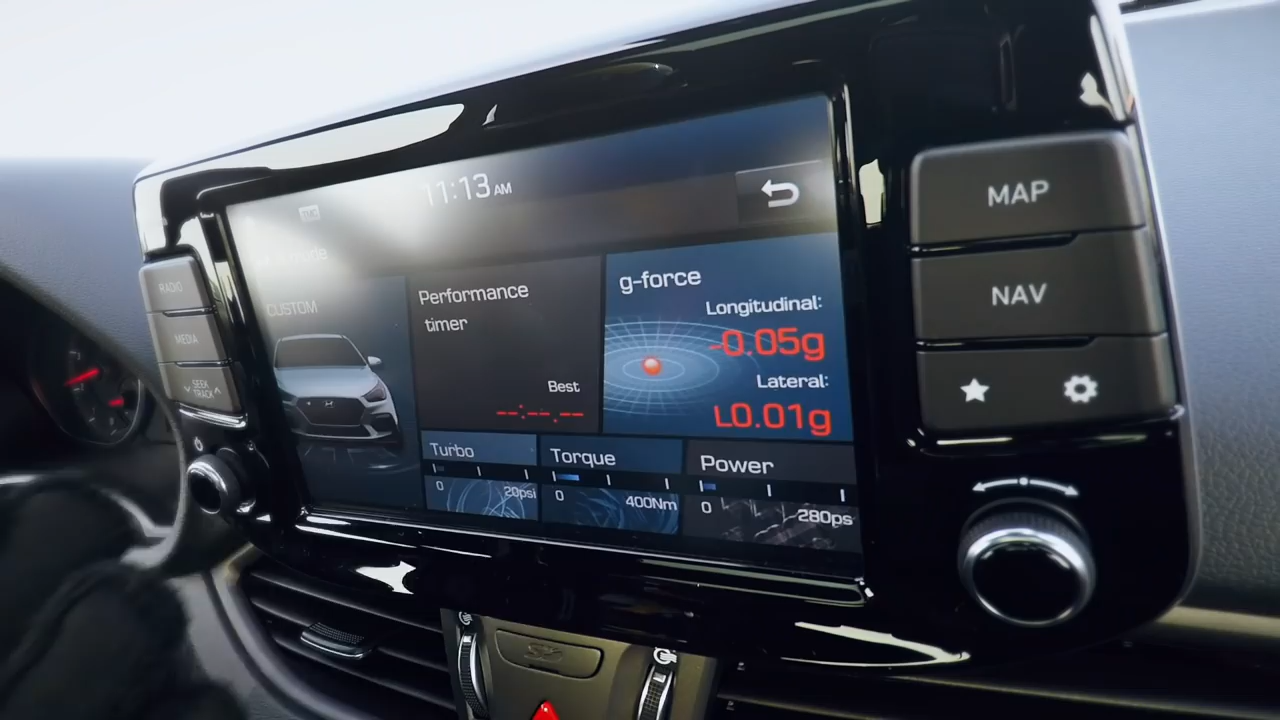 11:13 AM
TMC
CUSTOM
Performance
timer
Best
--:--.--
g-force
Longitudinal:
-0.05g
Lateral:
L0.01g
Turbo
0
20psi
Torque
0
400Nm
Power
0
280ps
RADIO
MEDIA
SEEK
TRACK
MAP
NAV